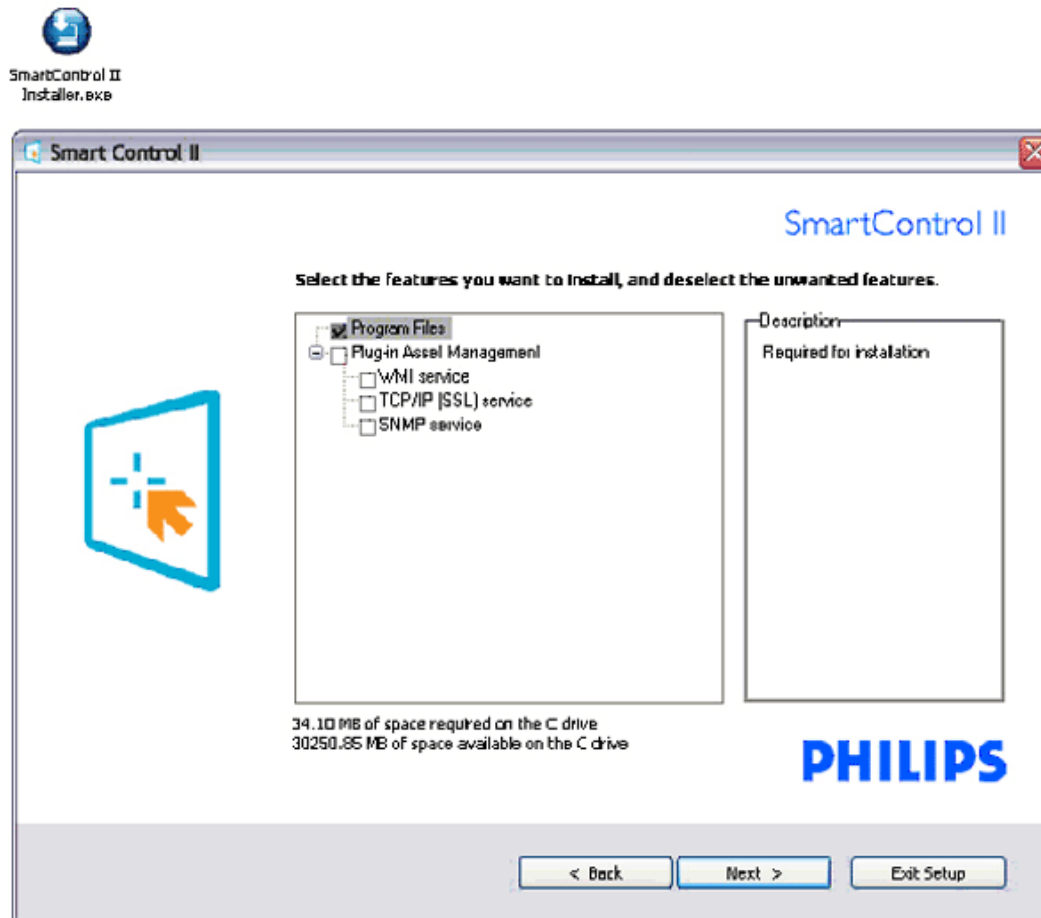 SmartControl II
Installer.exe
Smart Control II
SmartControl II
Select the features you want to install, and deselect the unwanted features.
Program Files
Plug-in Asset Management
WMI service
TCP/IP (SSL) service
SNMP service
Description
Required for installation
34.10 MB of space required on the C drive
30250.85 MB of space available on the C drive
PHILIPS
< Back
Next >
Exit Setup